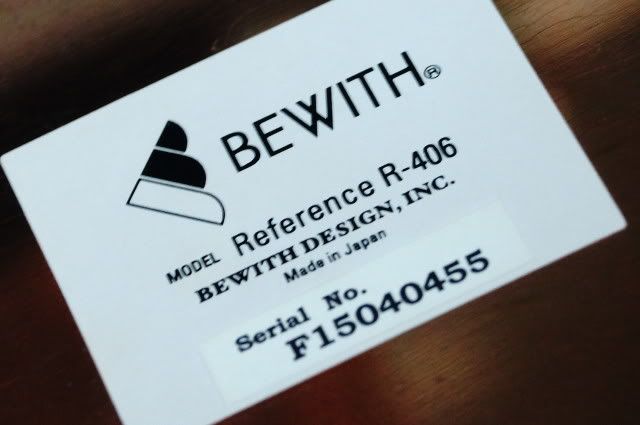 BEWITH®
MODEL Reference R-406
BEWITH DESIGN, INC.
Made in Japan
Serial No.
F15040455